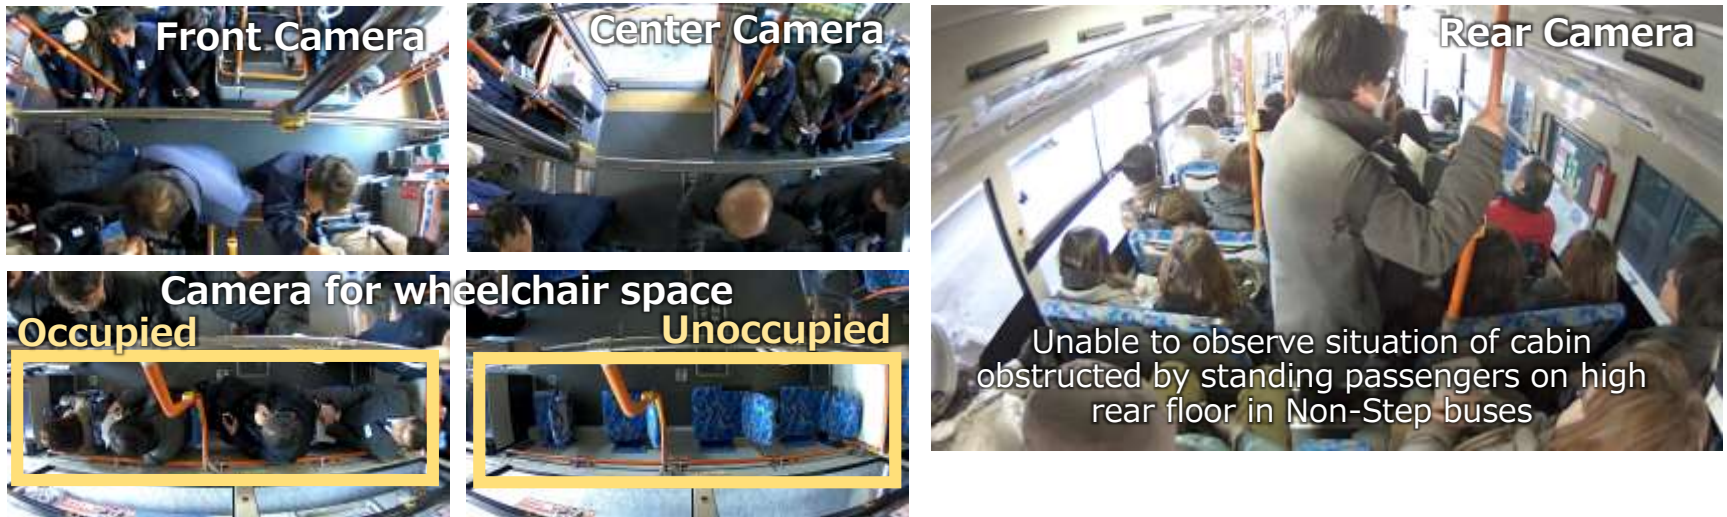 Front Camera
Center Camera
Camera for wheelchair space
Occupied
Unoccupied
Rear Camera
Unable to observe situation of cabin
obstructed by standing passengers on high
rear floor in Non-Step buses